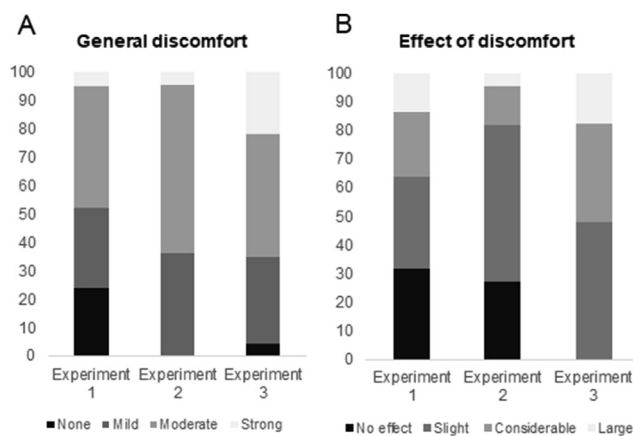 A
General discomfort
100
90
80
70
60
50
40
30
20
10
0
Experiment 1
Experiment 2
Experiment 3
None Mild Moderate Strong
B
Effect of discomfort
100
90
80
70
60
50
40
30
20
10
0
Experiment 1
Experiment 2
Experiment 3
No effect Slight Considerable Large